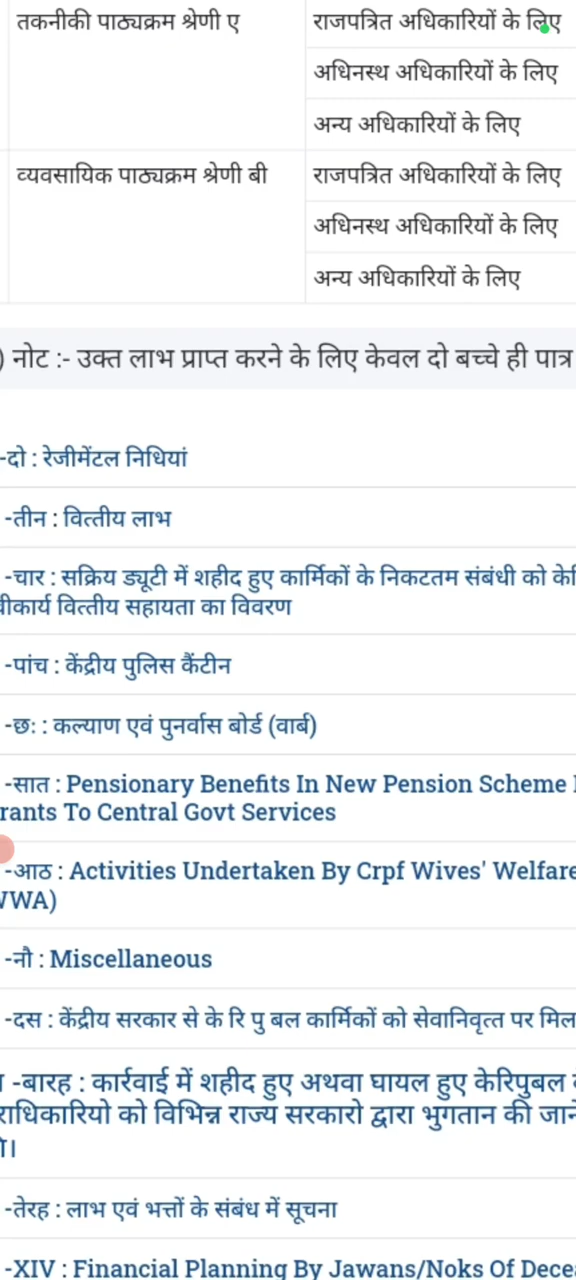 तकनीकी पाठ्यक्रम श्रेणी ए
राजपत्रित अधिकारियों के लिए
अधिनस्थ अधिकारियों के लिए
अन्य अधिकारियों के लिए
व्यवसायिक पाठ्यक्रम श्रेणी बी
राजपत्रित अधिकारियों के लिए
अधिनस्थ अधिकारियों के लिए
अन्य अधिकारियों के लिए
) नोट :- उक्त लाभ प्राप्त करने के लिए केवल दो बच्चे ही पात्र
-दो : रेजीमेंटल निधियां
-तीन : वित्तीय लाभ
-चार : सक्रिय ड्यूटी में शहीद हुए कार्मिकों के निकटतम संबंधी को
वित्तीय सहायता का विवरण
-पांच : केंद्रीय पुलिस कैंटीन
-छः : कल्याण एवं पुनर्वास बोर्ड (वार्ब)
-सात : Pensionary Benefits In New Pension Scheme
rants To Central Govt Services
-आठ : Activities Undertaken By Crpf Wives' Welfare
WA)
-नौ : Miscellaneous
-दस : केंद्रीय सरकार से के रि पु बल कार्मिकों को सेवानिवृत्त पर मिल
-बारह : कार्रवाई में शहीद हुए अथवा घायल हुए केरिपुबल
राधिकारियो को विभिन्न राज्य सरकारो द्वारा भुगतान की जा
-तेरह : लाभ एवं भत्तों के संबंध में सूचना
-XIV : Financial Planning By Jawans/Noks Of Dece